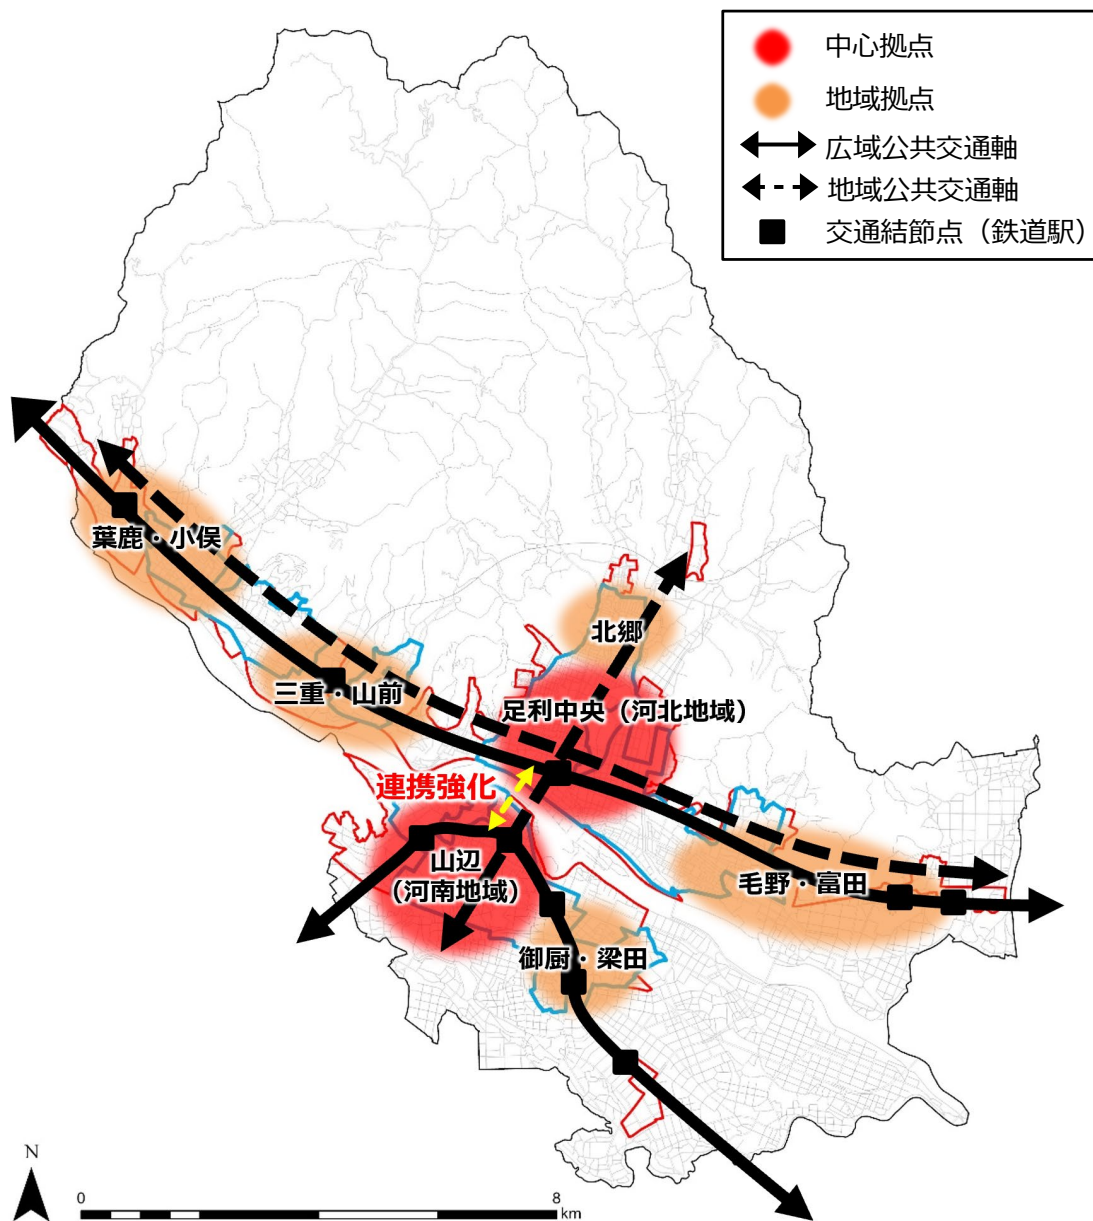 中心拠点
地域拠点
広域公共交通軸
地域公共交通軸
交通結節点（鉄道駅）
葉鹿・小俣
北郷
三重・山前
足利中央（河北地域）
連携強化
山辺
（河南地域）
毛野・富田
御厨・梁田
N
0
8
km